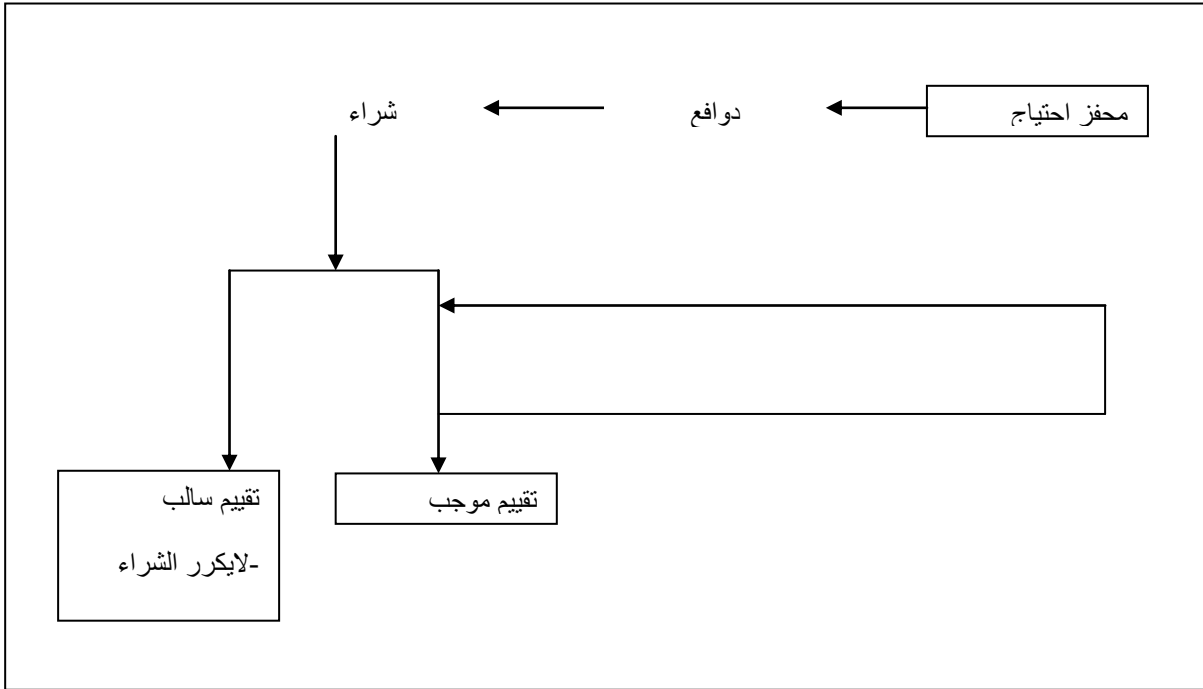 محفز احتياج
دوافع
شراء
تقييم موجب
تقييم سالب
-لايكرر الشراء